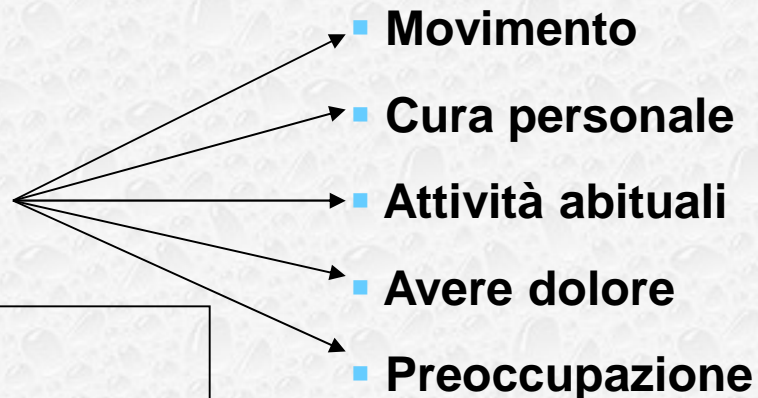 Movimento
Cura personale
Attività abituali
Avere dolore
Preoccupazione